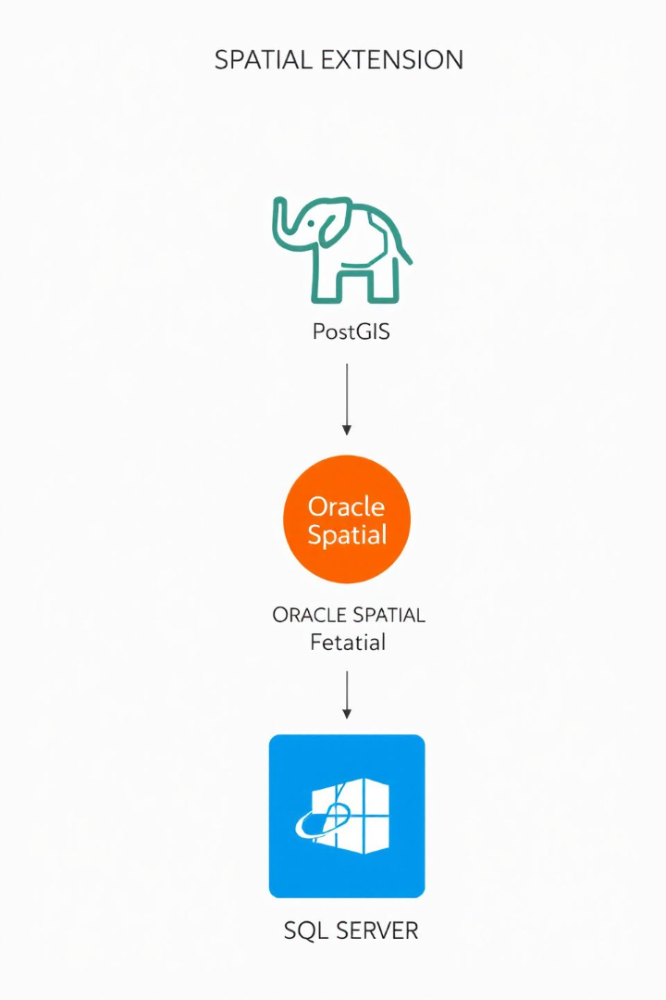 SPATIAL EXTENSION
PostGIS
Oracle
Spatial
ORACLE SPATIAL
Fetatial
SQL SERVER